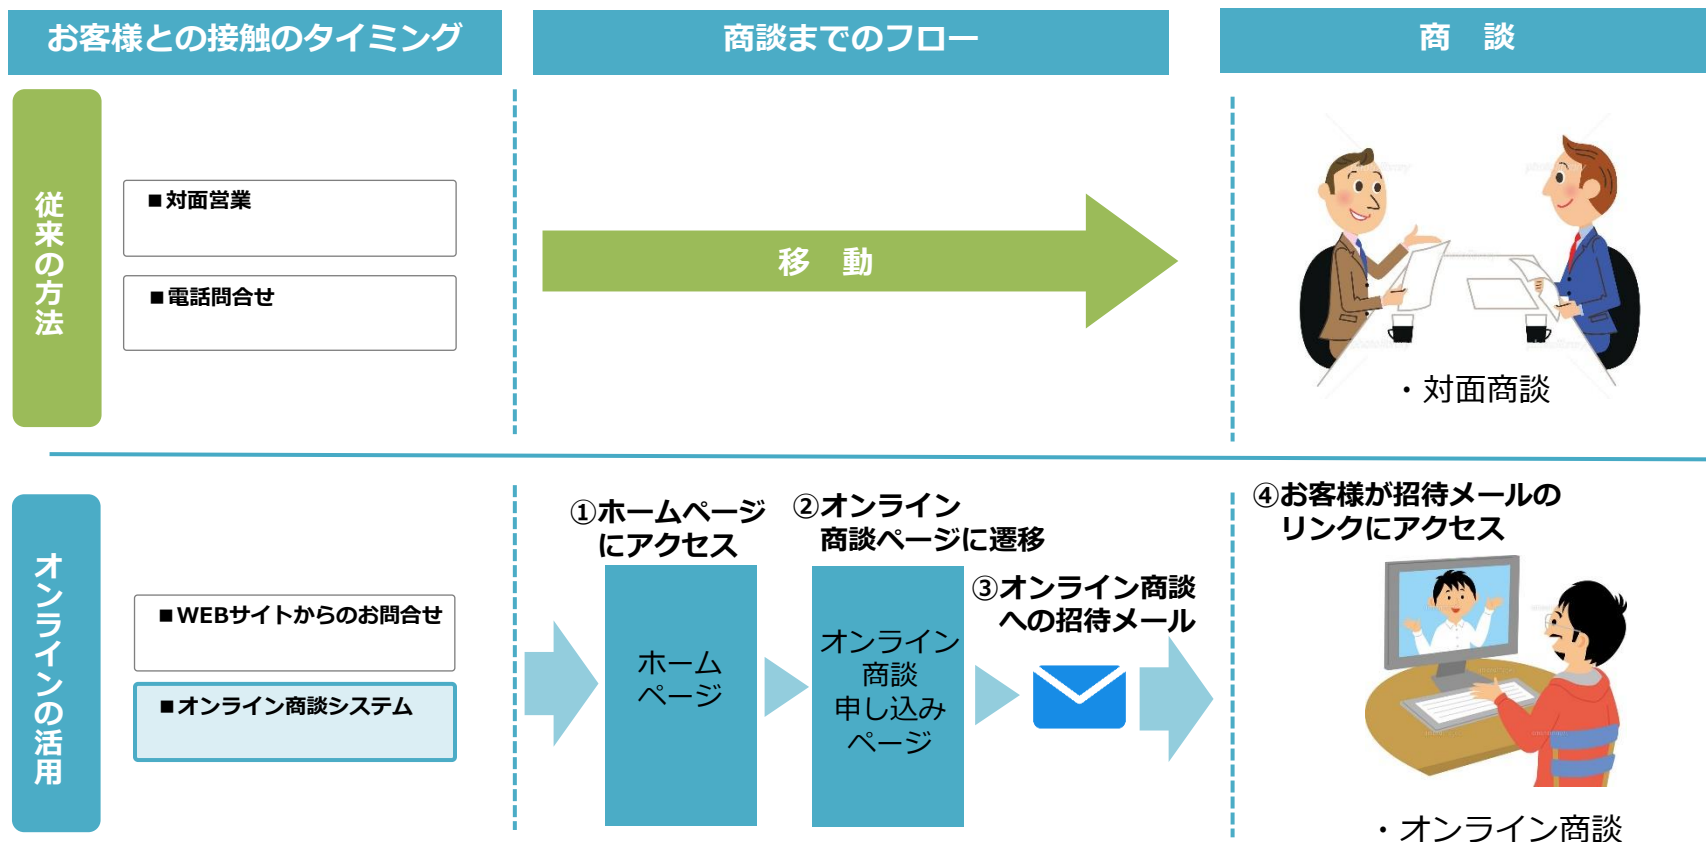 お客様との接触のタイミング
商談までのフロー
商　談
従来の方法
■対面営業
■電話問合せ
移　動
・対面商談
オンラインの活用
■WEBサイトからのお問合せ
■オンライン商談システム
①ホームページ
にアクセス
ホーム
ページ
②オンライン
商談ページに遷移
オンライン
商談
申し込み
ページ
③オンライン商談
への招待メール
④お客様が招待メールの
リンクにアクセス
・オンライン商談